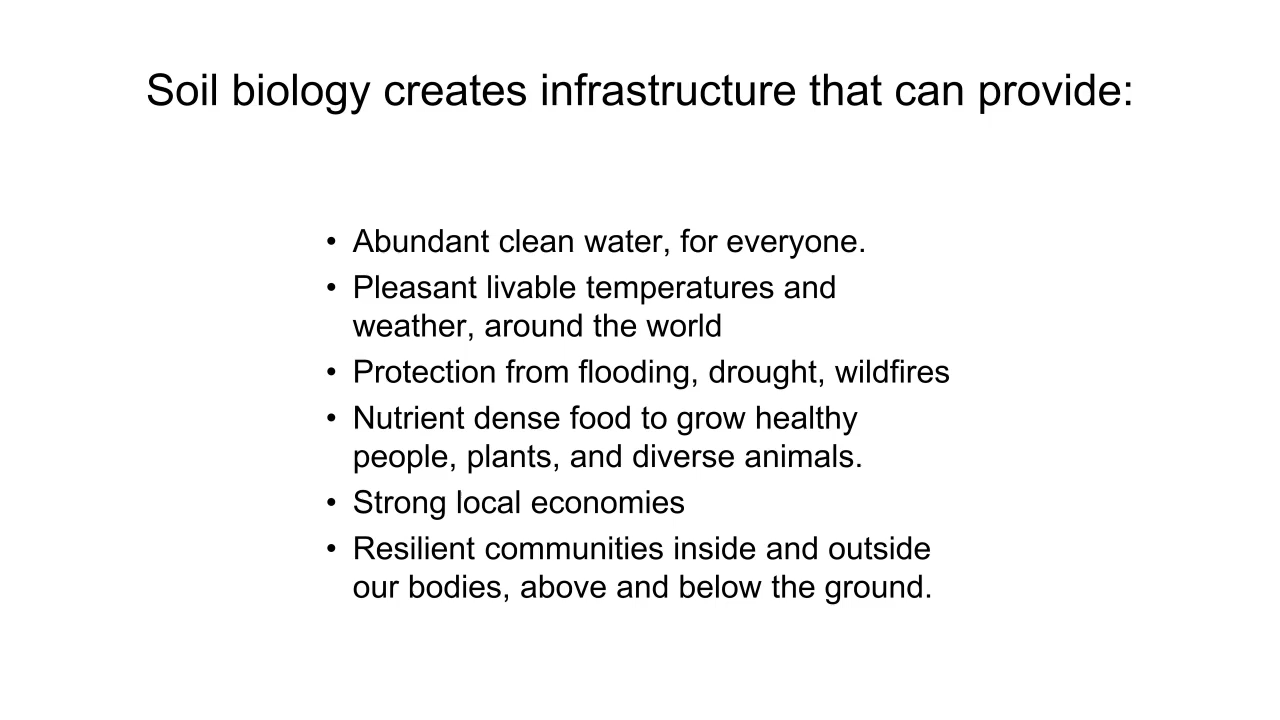 Soil biology creates infrastructure that can provide:
• Abundant clean water, for everyone.
• Pleasant livable temperatures and
weather, around the world
• Protection from flooding, drought, wildfires
• Nutrient dense food to grow healthy
people, plants, and diverse animals.
• Strong local economies
• Resilient communities inside and outside
our bodies, above and below the ground.